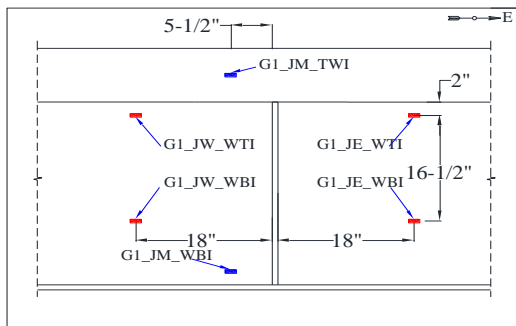 E
5-1/2"
G1_JM_TWI
2"
G1_JW_WTI
G1_JE_WTI
16-1/2"
G1_JW_WBI
G1_JE_WBI
18"
18"
G1_JM_WBI